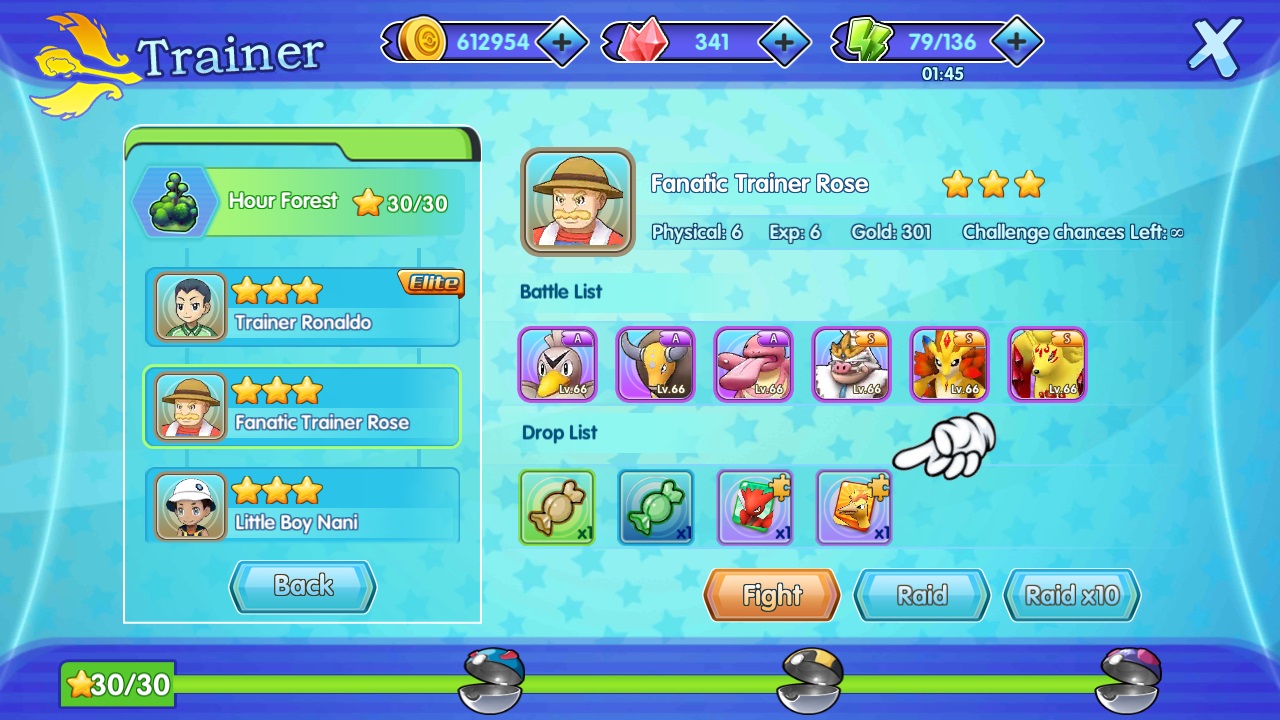 Trainer
612954
341
79/136
01:45
Hour Forest 30/30
Elite
Trainer Ronaldo
Fanatic Trainer Rose
Little Boy Nani
Back
Fanatic Trainer Rose
Physical: 6 Exp: 6 Gold: 301 Challenge chances Left: ∞
Battle List
A A A S S S
Lv.66 Lv.66 Lv.66 Lv.66 Lv.66 Lv.66
Drop List
x1 x1 x1 x1
Fight Raid Raid x10
30/30